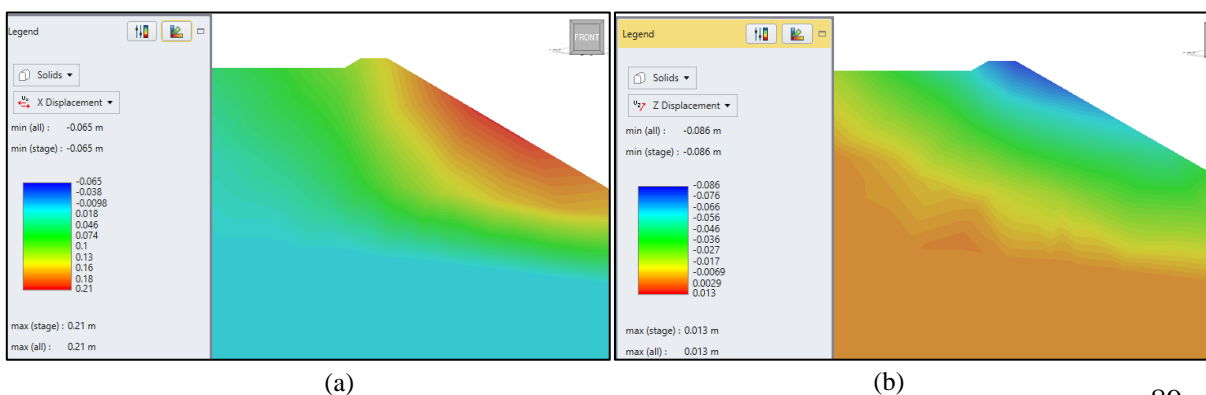 Legend
FRONT
Solids
X Displacement
min (all) : -0.065 m
min (stage) : -0.065 m
-0.065
-0.038
-0.0098
0.018
0.046
0.074
0.1
0.13
0.16
0.18
0.21
max (stage) : 0.21 m
max (all) : 0.21 m
(a)
Legend
Solids
Z Displacement
min (all) : -0.086 m
min (stage) : -0.086 m
-0.086
-0.076
-0.066
-0.056
-0.046
-0.036
-0.027
-0.017
-0.0069
0.0029
0.013
max (stage) : 0.013 m
max (all) : 0.013 m
(b)